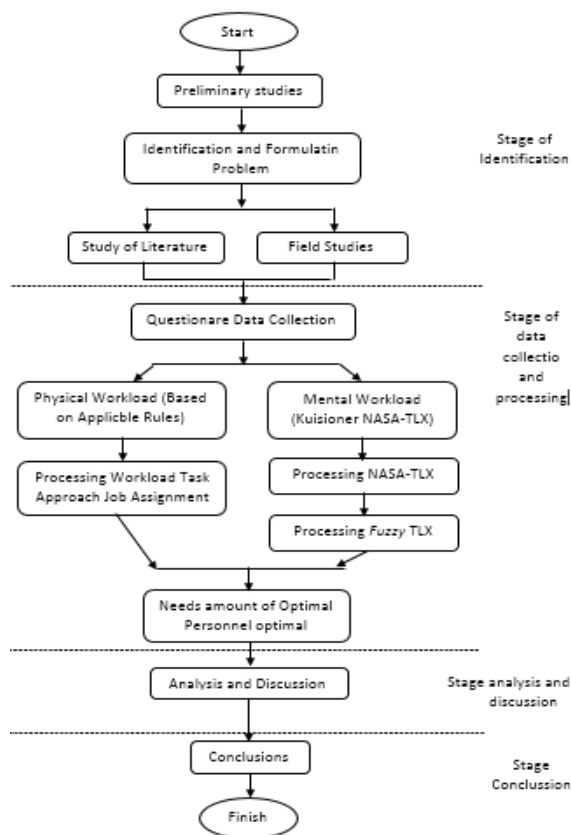 Start
Preliminary studies
Identification and Formulatin
Problem
Stage of
Identification
Study of Literature
Field Studies
Questionare Data Collection
Stage of
data
collectio
and
processing
Physical Workload (Based
on Applicble Rules)
Mental Workload
(Kuisioner NASA-TLX)
Processing Workload Task
Approach Job Assignment
Processing NASA-TLX
Processing Fuzzy TLX
Needs amount of Optimal
Personnel optimal
Analysis and Discussion
Stage analysis and
discussion
Conclusions
Stage
Conclussion
Finish